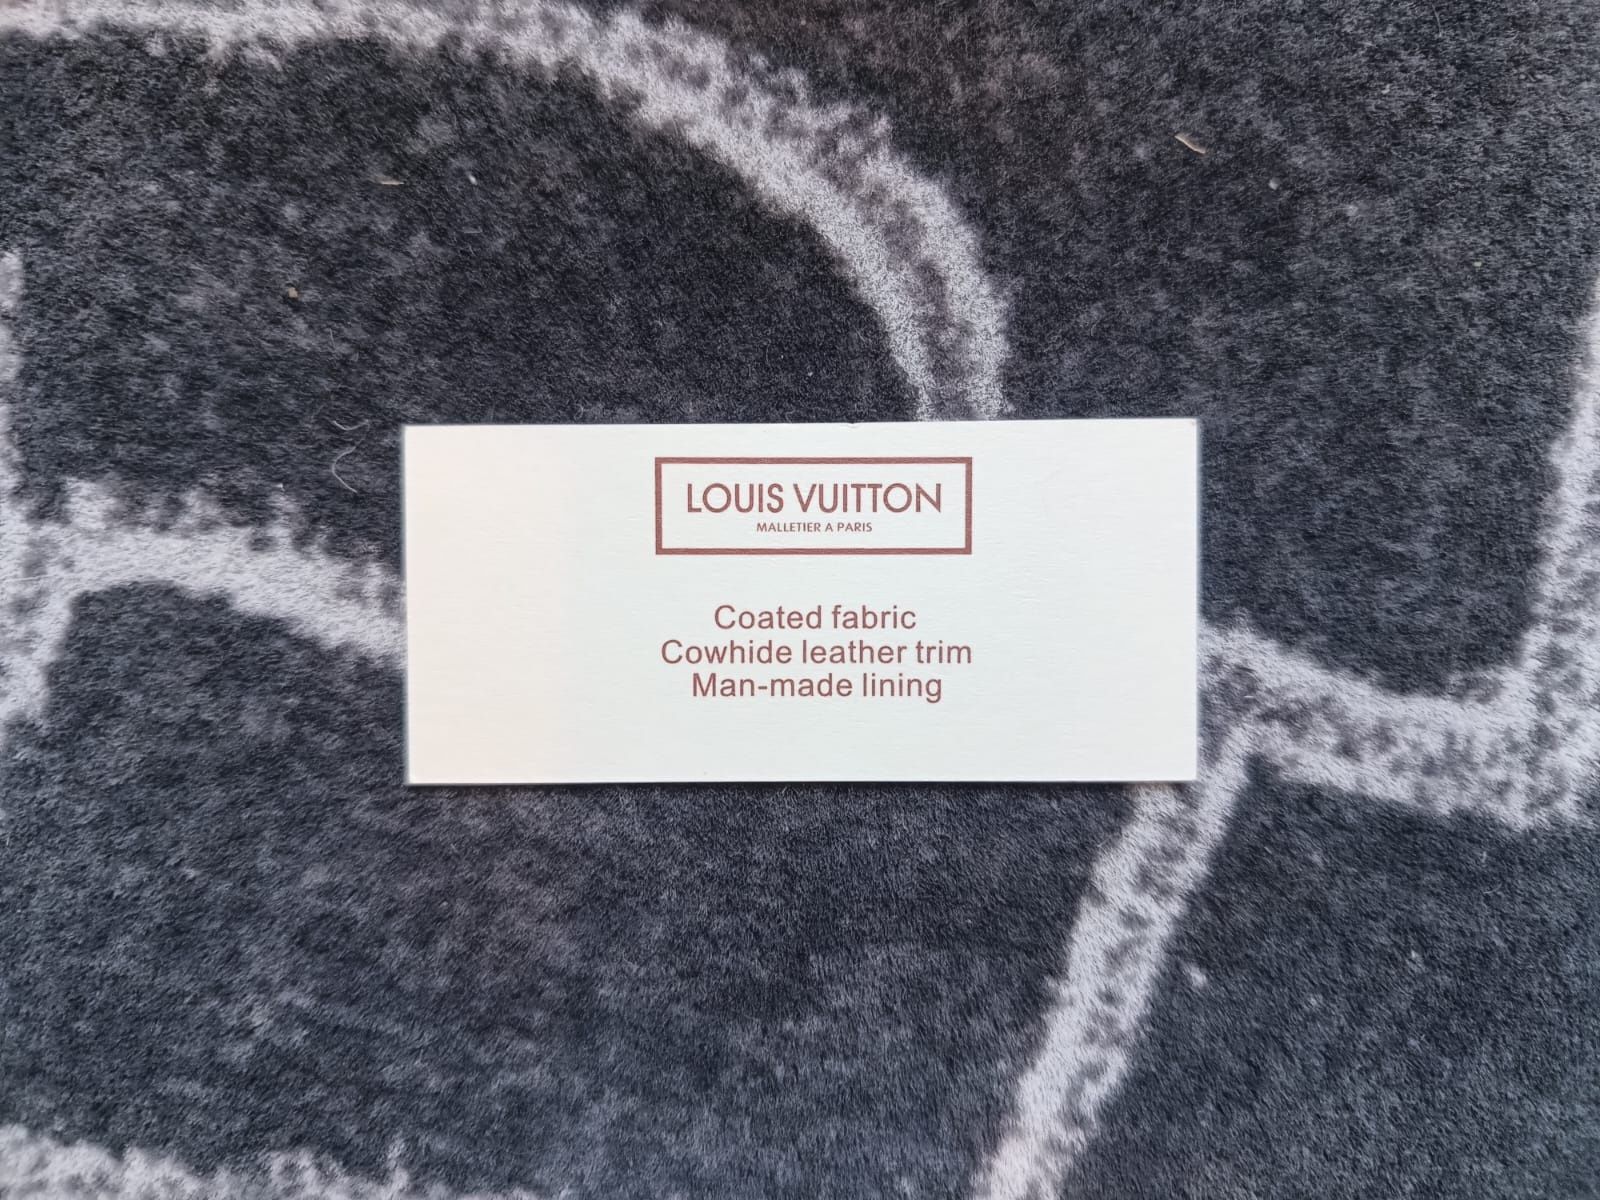 LOUIS VUITTON
MALLETIER A PARIS
Coated fabric
Cowhide leather trim
Man-made lining